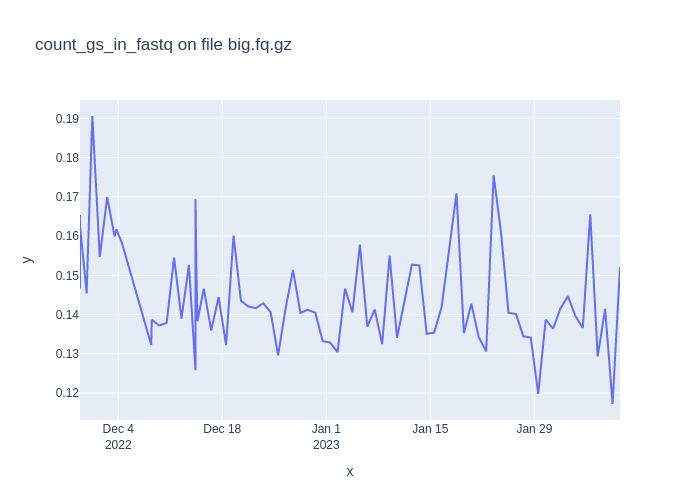 count_gs_in_fastq on file big.fq.gz
0.19
0.18
0.17
0.16
0.15
0.14
0.13
0.12
y
Dec 4
2022
Dec 18
Jan 1
2023
Jan 15
Jan 29
x